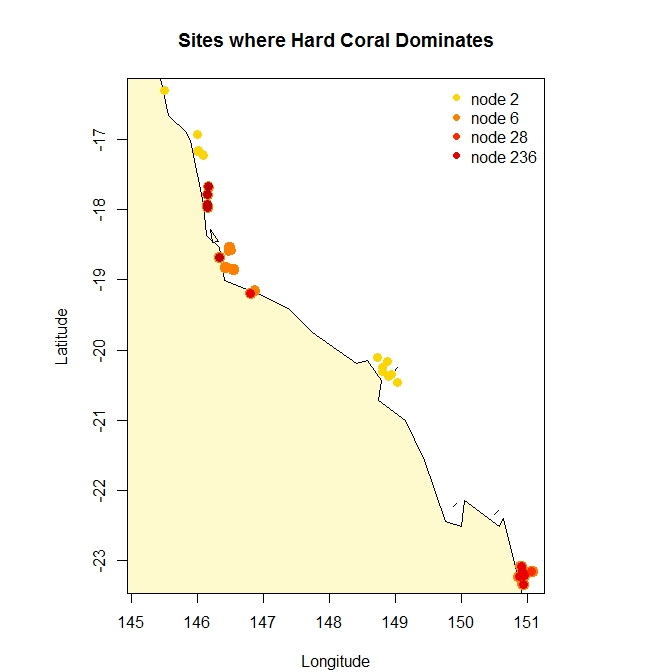 Sites where Hard Coral Dominates
node 2
node 6
node 28
node 236
Latitude
-17
-18
-19
-20
-21
-22
-23
145 146 147 148 149 150 151
Longitude